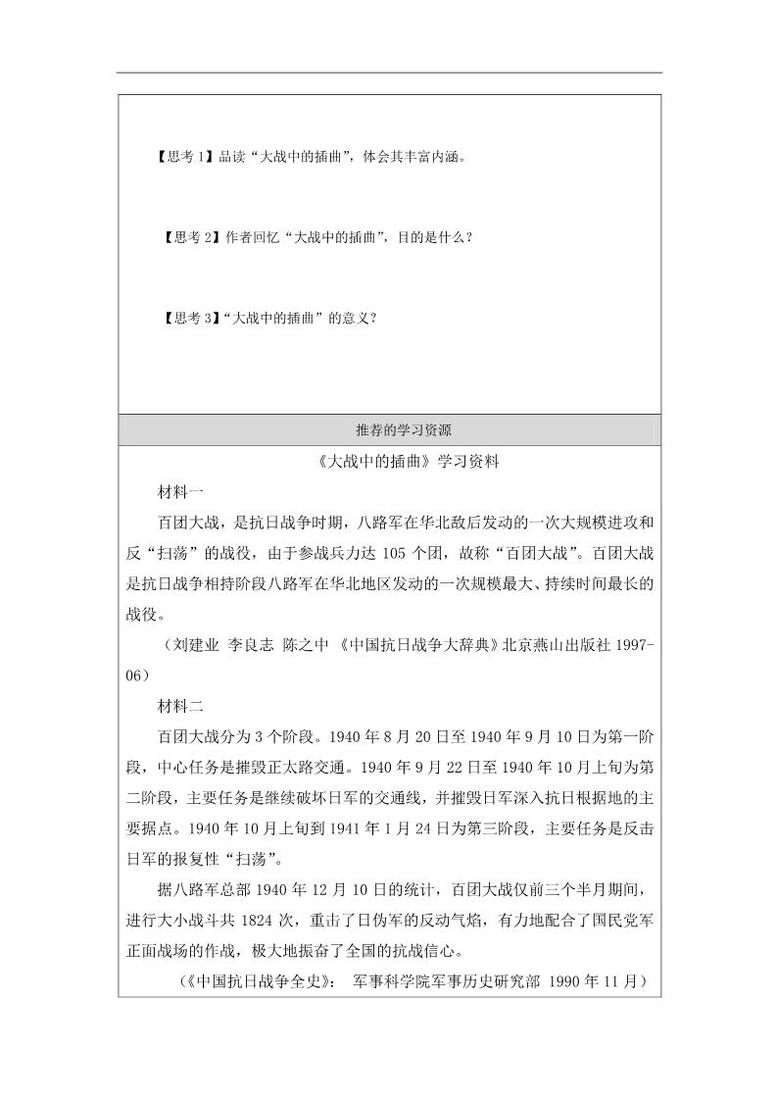 【思考 1】品读“大战中的插曲”，体会其丰富内涵。
【思考 2】作者回忆“大战中的插曲”，目的是什么？
【思考 3】“大战中的插曲”的意义？
推荐的学习资源
《大战中的插曲》学习资料
材料一
百团大战，是抗日战争时期，八路军在华北敌后发动的一次大规模进攻和
反“扫荡”的战役，由于参战兵力达 105 个团，故称“百团大战”。百团大战
是抗日战争相持阶段八路军在华北地区发动的一次规模最大、持续时间最长的
战役。
（刘建业 李良志 陈之中 《中国抗日战争大辞典》北京燕山出版社 1997-
06）
材料二
百团大战分为 3 个阶段。1940 年 8 月 20 日至 1940 年 9 月 10 日为第一阶
段，中心任务是摧毁正太路交通。1940 年 9 月 22 日至 1940 年 10 月上旬为第
二阶段，主要任务是继续破坏日军的交通线，并摧毁日军深入抗日根据地的主
要据点。1940 年 10 月上旬到 1941 年 1 月 24 日为第三阶段，主要任务是反击
日军的报复性“扫荡”。
据八路军总部 1940 年 12 月 10 日的统计，百团大战仅前三个半月期间，
进行大小战斗共 1824 次，重击了日伪军的反动气焰，有力地配合了国民党军
正面战场的作战，极大地振奋了全国的抗战信心。
（《中国抗日战争全史》： 军事科学院军事历史研究部 1990 年 11 月）